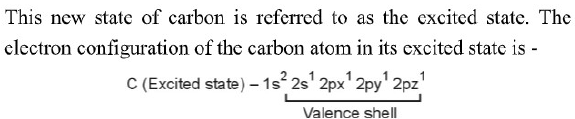 This new state of carbon is referred to as the excited state. The
electron configuration of the carbon atom in its excited state is -
C (Excited state) – 1s² 2s¹ 2px¹ 2py¹ 2pz¹
Valence shell